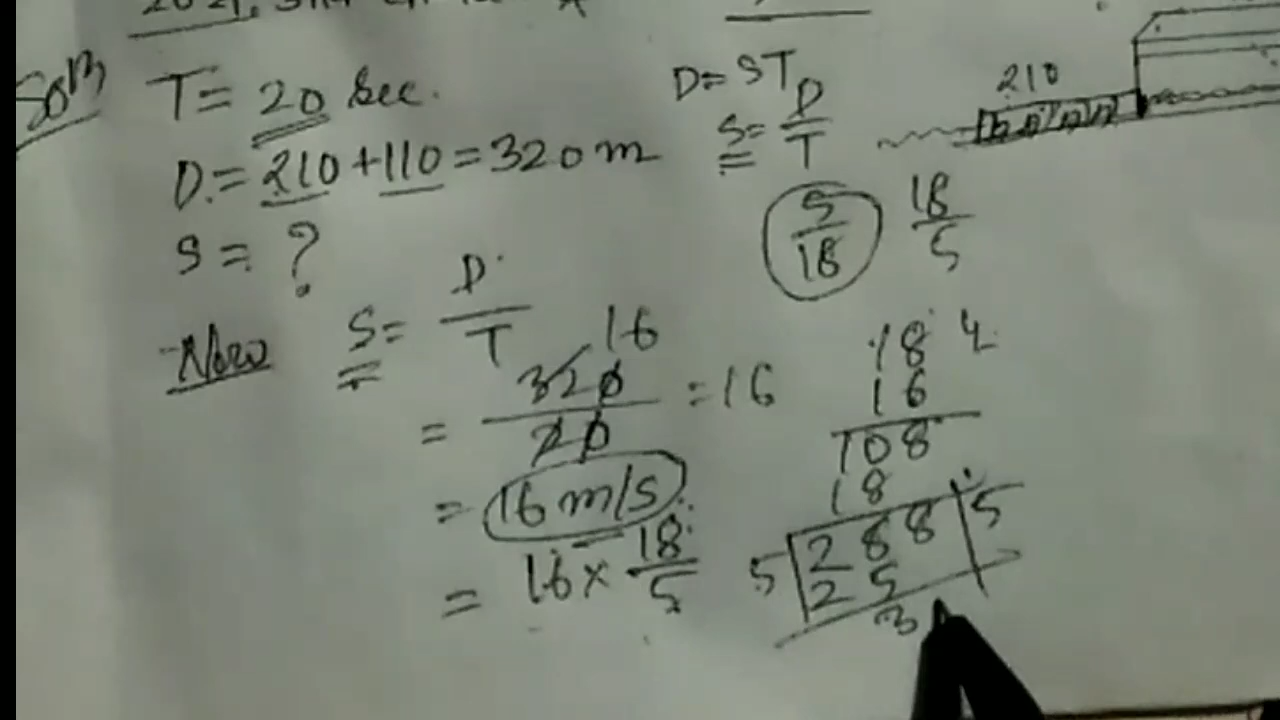 Soln
T = 20 sec.
D = 210 + 110 = 320 m
S = ?
D = ST
S = D/T
210
5/18 18/5
Now S = D/T
= 320/20 = 16
16
= 16 m/s
= 16 × 18/5
18 4
16
108
18
5 288 5
25
3